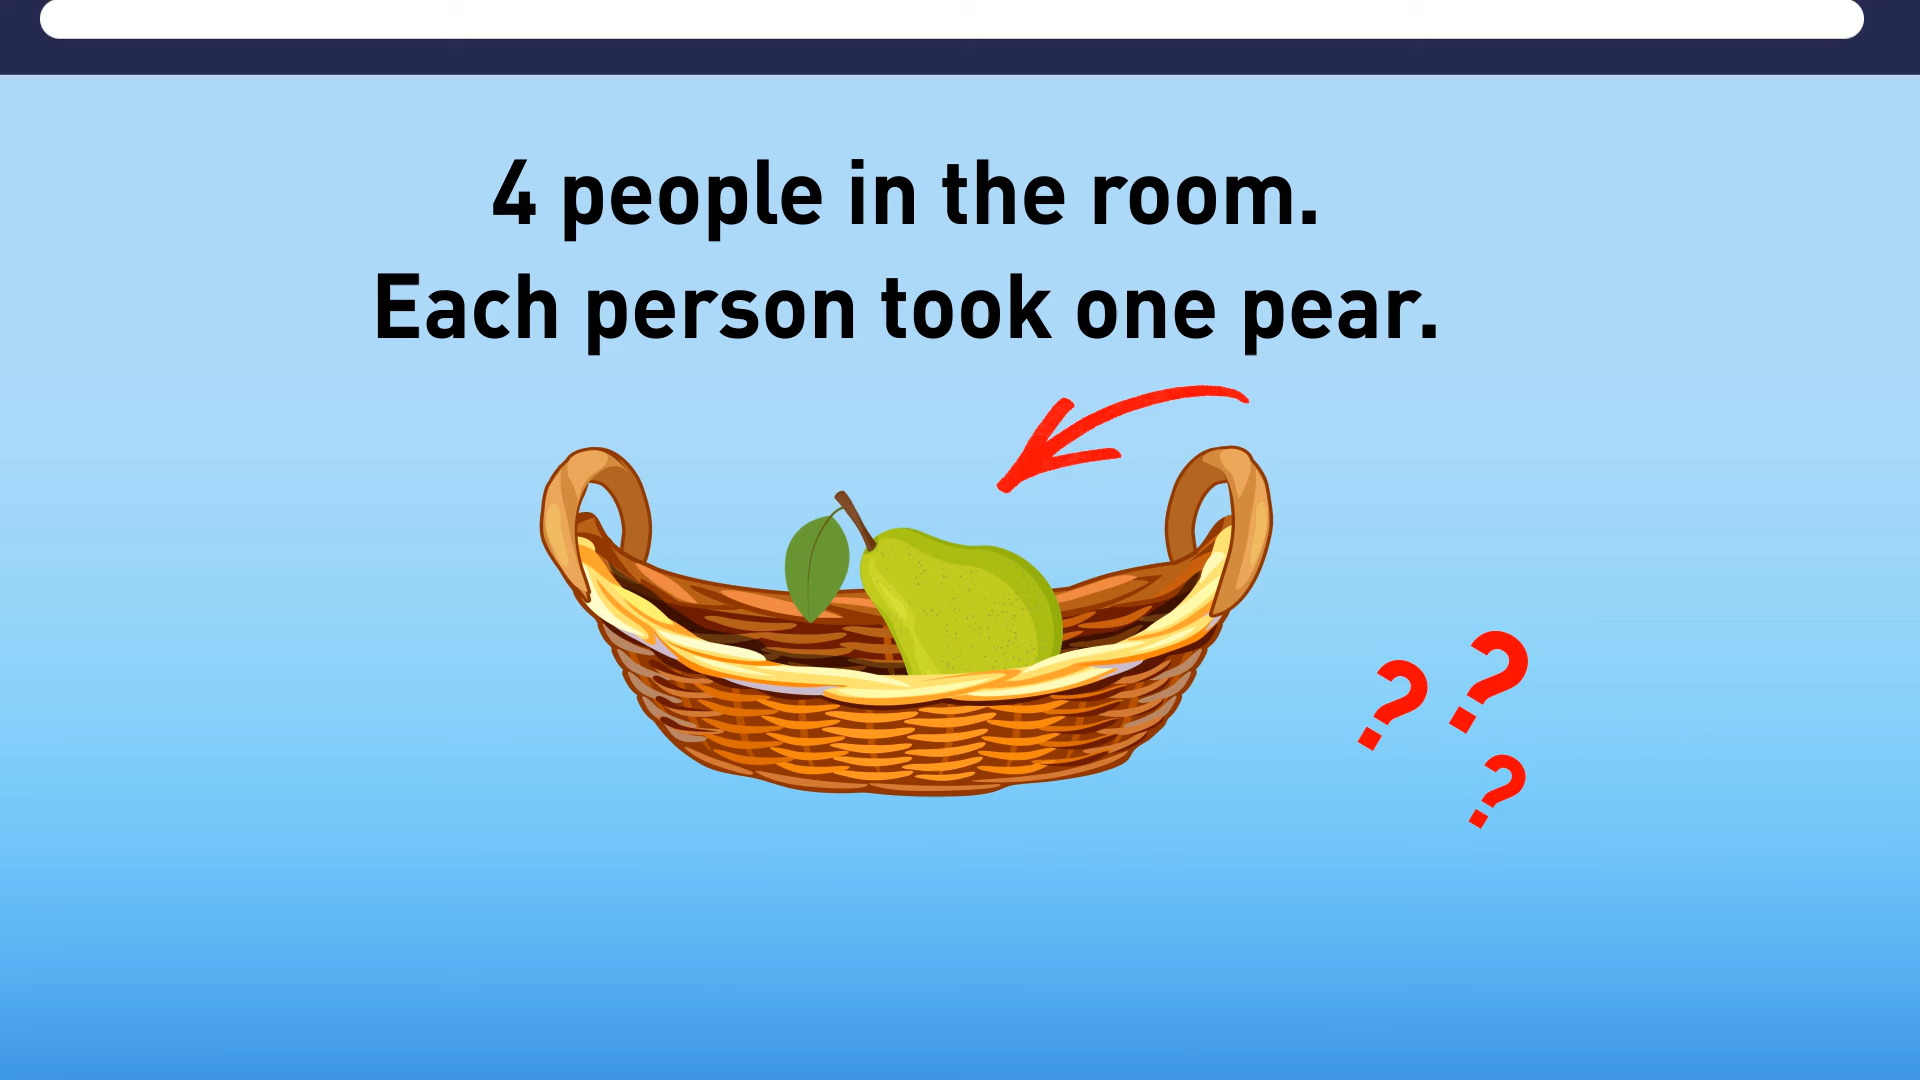 4 people in the room.
Each person took one pear.
? ?
?